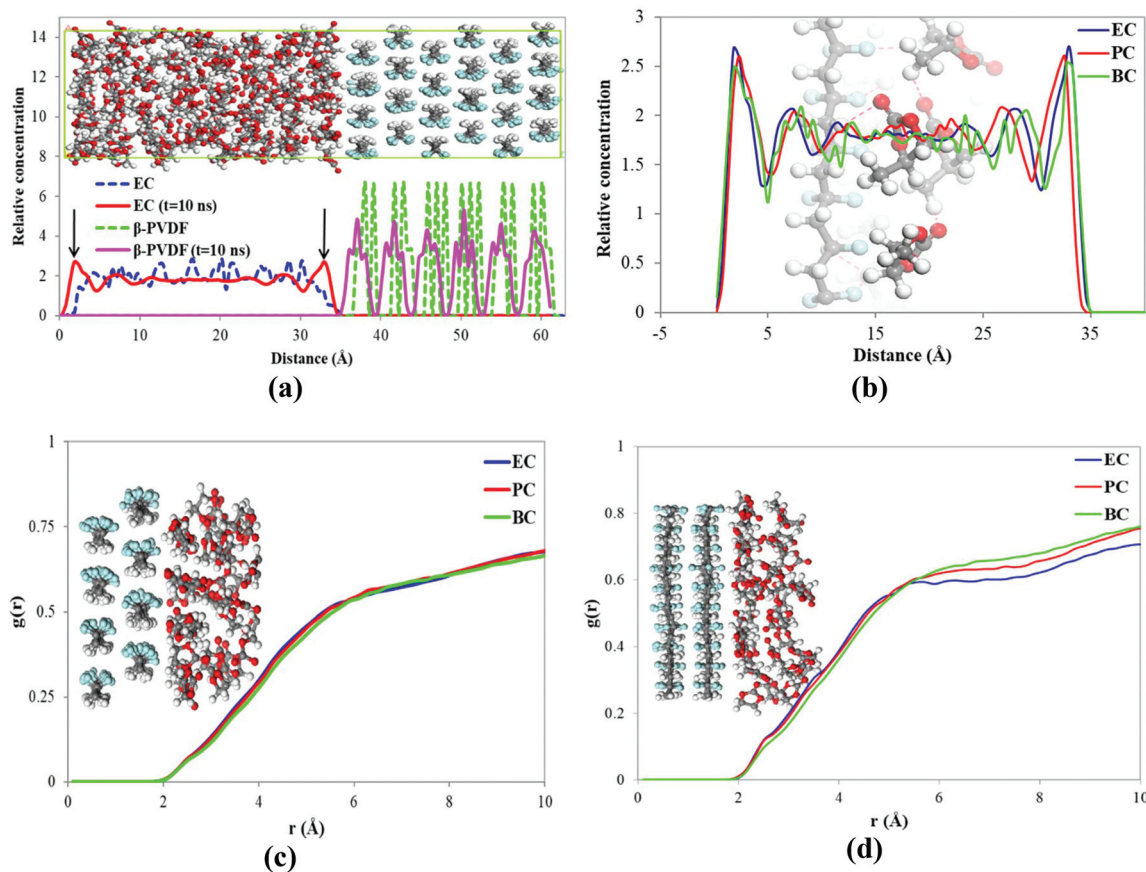 14
12
10
8
6
4
2
0
Relative concentration
EC
EC (t=10 ns)
β-PVDF
β-PVDF (t=10 ns)
0 10 20 30 40 50 60
Distance (Å)
(a)
3
2.5
2
1.5
1
0.5
0
Relative concentration
EC
PC
BC
-5 5 15 25 35
Distance (Å)
(b)
1
0.75
0.5
0.25
0
g(r)
EC
PC
BC
0 2 4 6 8 10
r (Å)
(c)
1
0.8
0.6
0.4
0.2
0
g(r)
EC
PC
BC
0 2 4 6 8 10
r (Å)
(d)